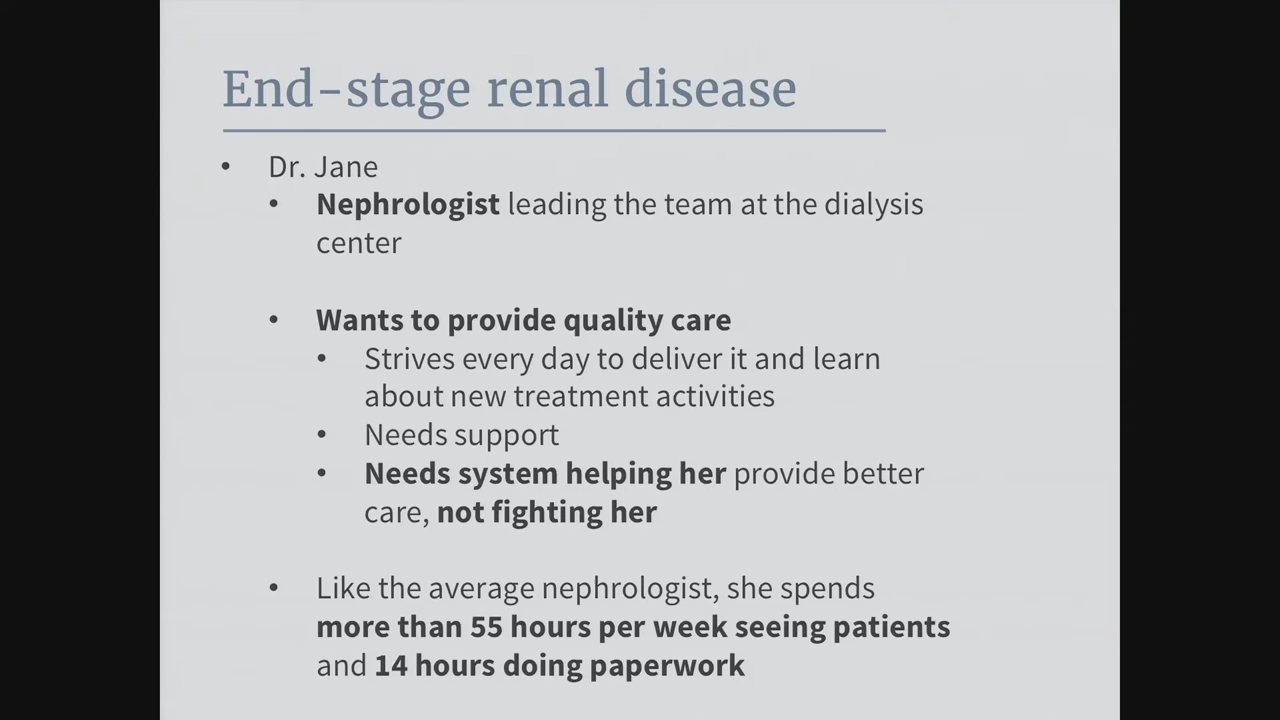 End-stage renal disease
• Dr. Jane
• Nephrologist leading the team at the dialysis
center
• Wants to provide quality care
• Strives every day to deliver it and learn
about new treatment activities
• Needs support
• Needs system helping her provide better
care, not fighting her
• Like the average nephrologist, she spends
more than 55 hours per week seeing patients
and 14 hours doing paperwork